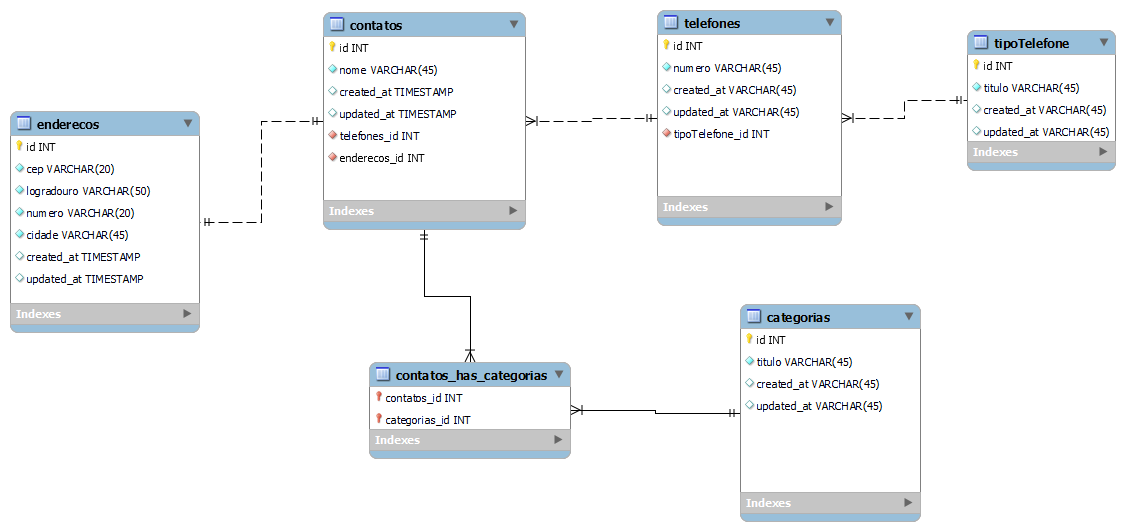 contatos
id INT
nome VARCHAR(45)
created_at TIMESTAMP
updated_at TIMESTAMP
telefones_id INT
enderecos_id INT
Indexes
telefones
id INT
numero VARCHAR(45)
created_at VARCHAR(45)
updated_at VARCHAR(45)
tipoTelefone_id INT
Indexes
tipoTelefone
id INT
titulo VARCHAR(45)
created_at VARCHAR(45)
updated_at VARCHAR(45)
Indexes
enderecos
id INT
cep VARCHAR(20)
logradouro VARCHAR(50)
numero VARCHAR(20)
cidade VARCHAR(45)
created_at TIMESTAMP
updated_at TIMESTAMP
Indexes
contatos_has_categorias
contatos_id INT
categorias_id INT
Indexes
categorias
id INT
titulo VARCHAR(45)
created_at VARCHAR(45)
updated_at VARCHAR(45)
Indexes